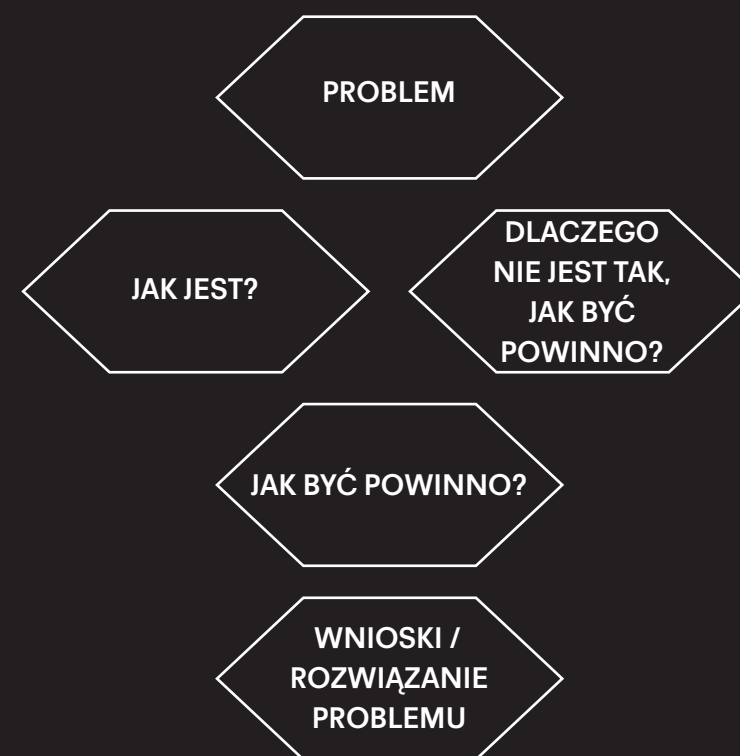 PROBLEM
JAK JEST?
DLACZEGO
NIE JEST TAK,
JAK BYĆ
POWINNO?
JAK BYĆ POWINNO?
WNIOSKI /
ROZWIĄZANIE
PROBLEMU